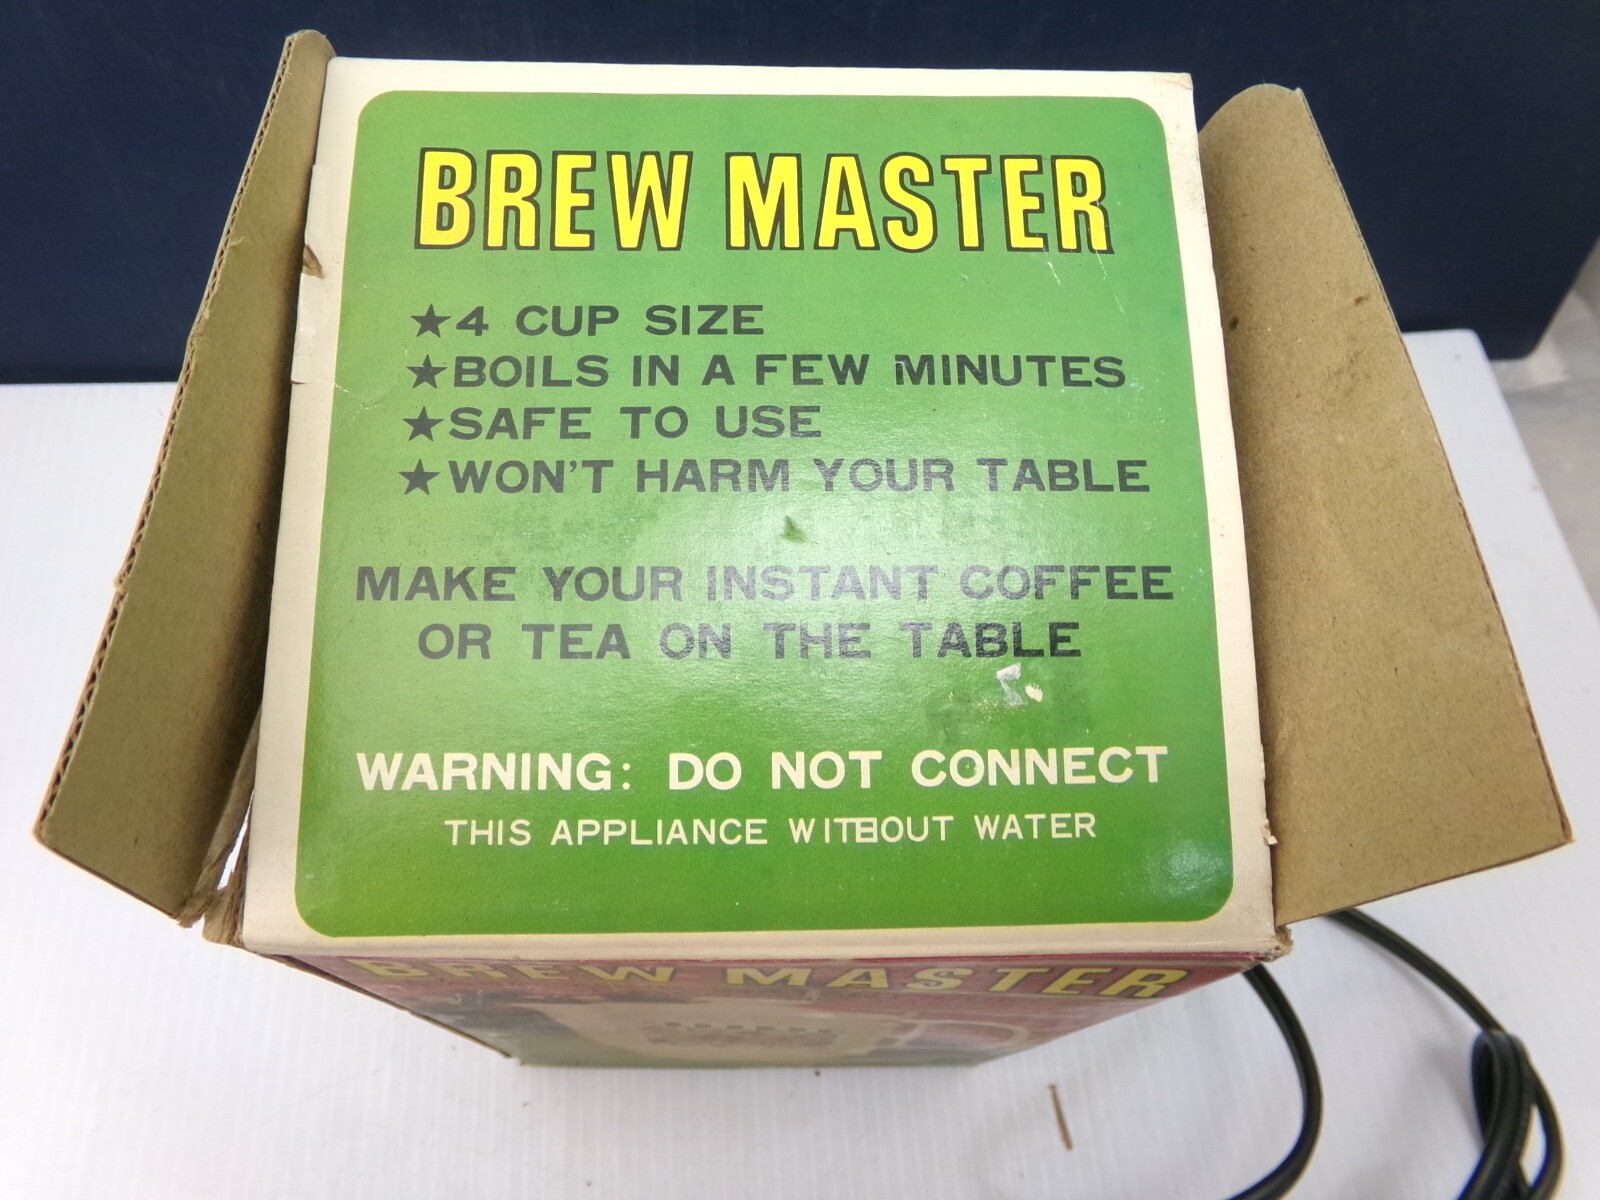 BREW MASTER
★4 CUP SIZE
★BOILS IN A FEW MINUTES
★SAFE TO USE
★WON'T HARM YOUR TABLE
MAKE YOUR INSTANT COFFEE
OR TEA ON THE TABLE
WARNING: DO NOT CONNECT
THIS APPLIANCE WITBOUT WATER
BREW MASTER